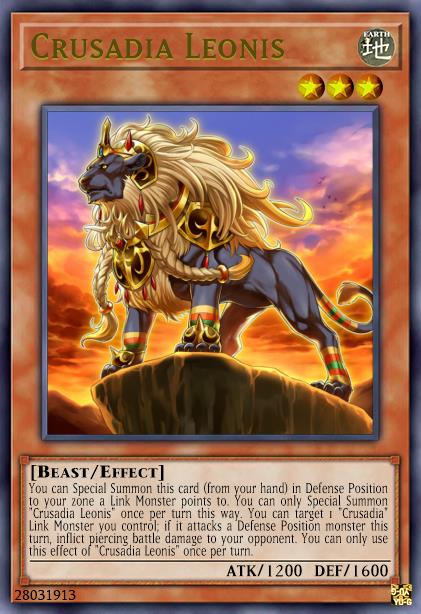 Crusadia Leonis
EARTH
地
[Beast/Effect]
You can Special Summon this card (from your hand) in Defense Position
to your zone a Link Monster points to. You can only Special Summon
"Crusadia Leonis" once per turn this way. You can target 1 "Crusadia"
Link Monster you control; if it attacks a Defense Position monster this
turn, inflict piercing battle damage to your opponent. You can only use
this effect of "Crusadia Leonis" once per turn.
ATK/1200 DEF/1600
28031913